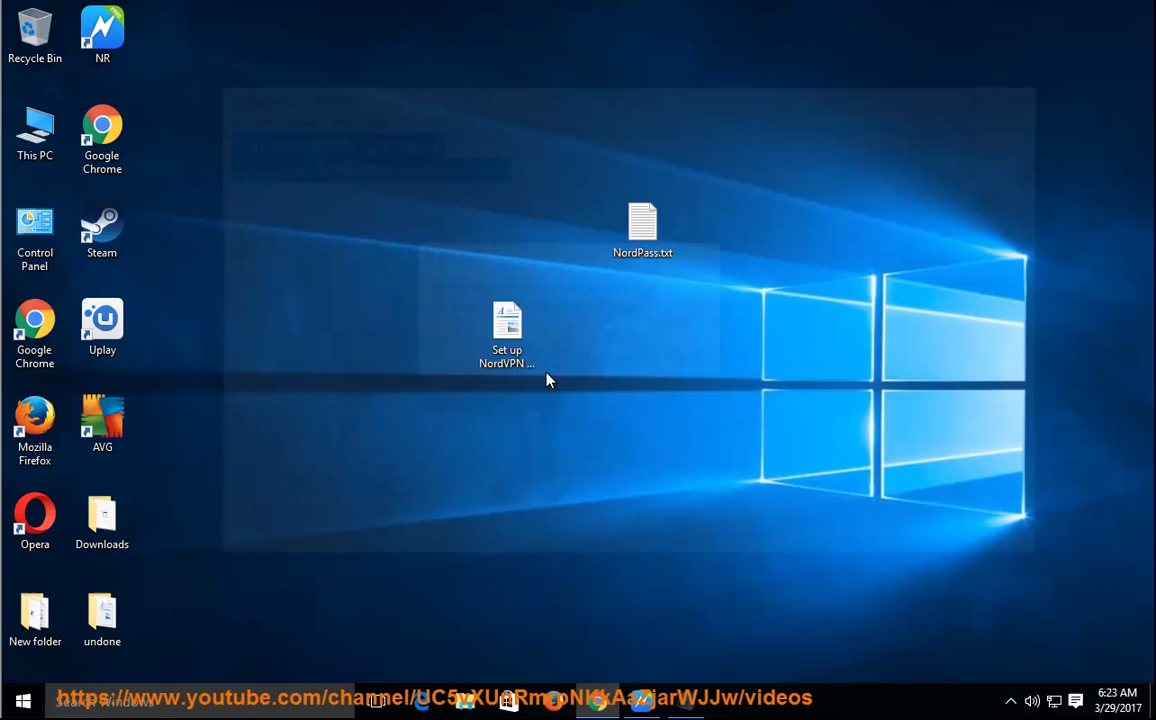 Recycle Bin
NR
This PC
Google
Chrome
Control
Panel
Steam
Google
Chrome
Uplay
Mozilla
Firefox
AVG
Opera
Downloads
New folder
undone
NordPass.txt
Set up
NordVPN ...
6:23 AM
3/29/2017